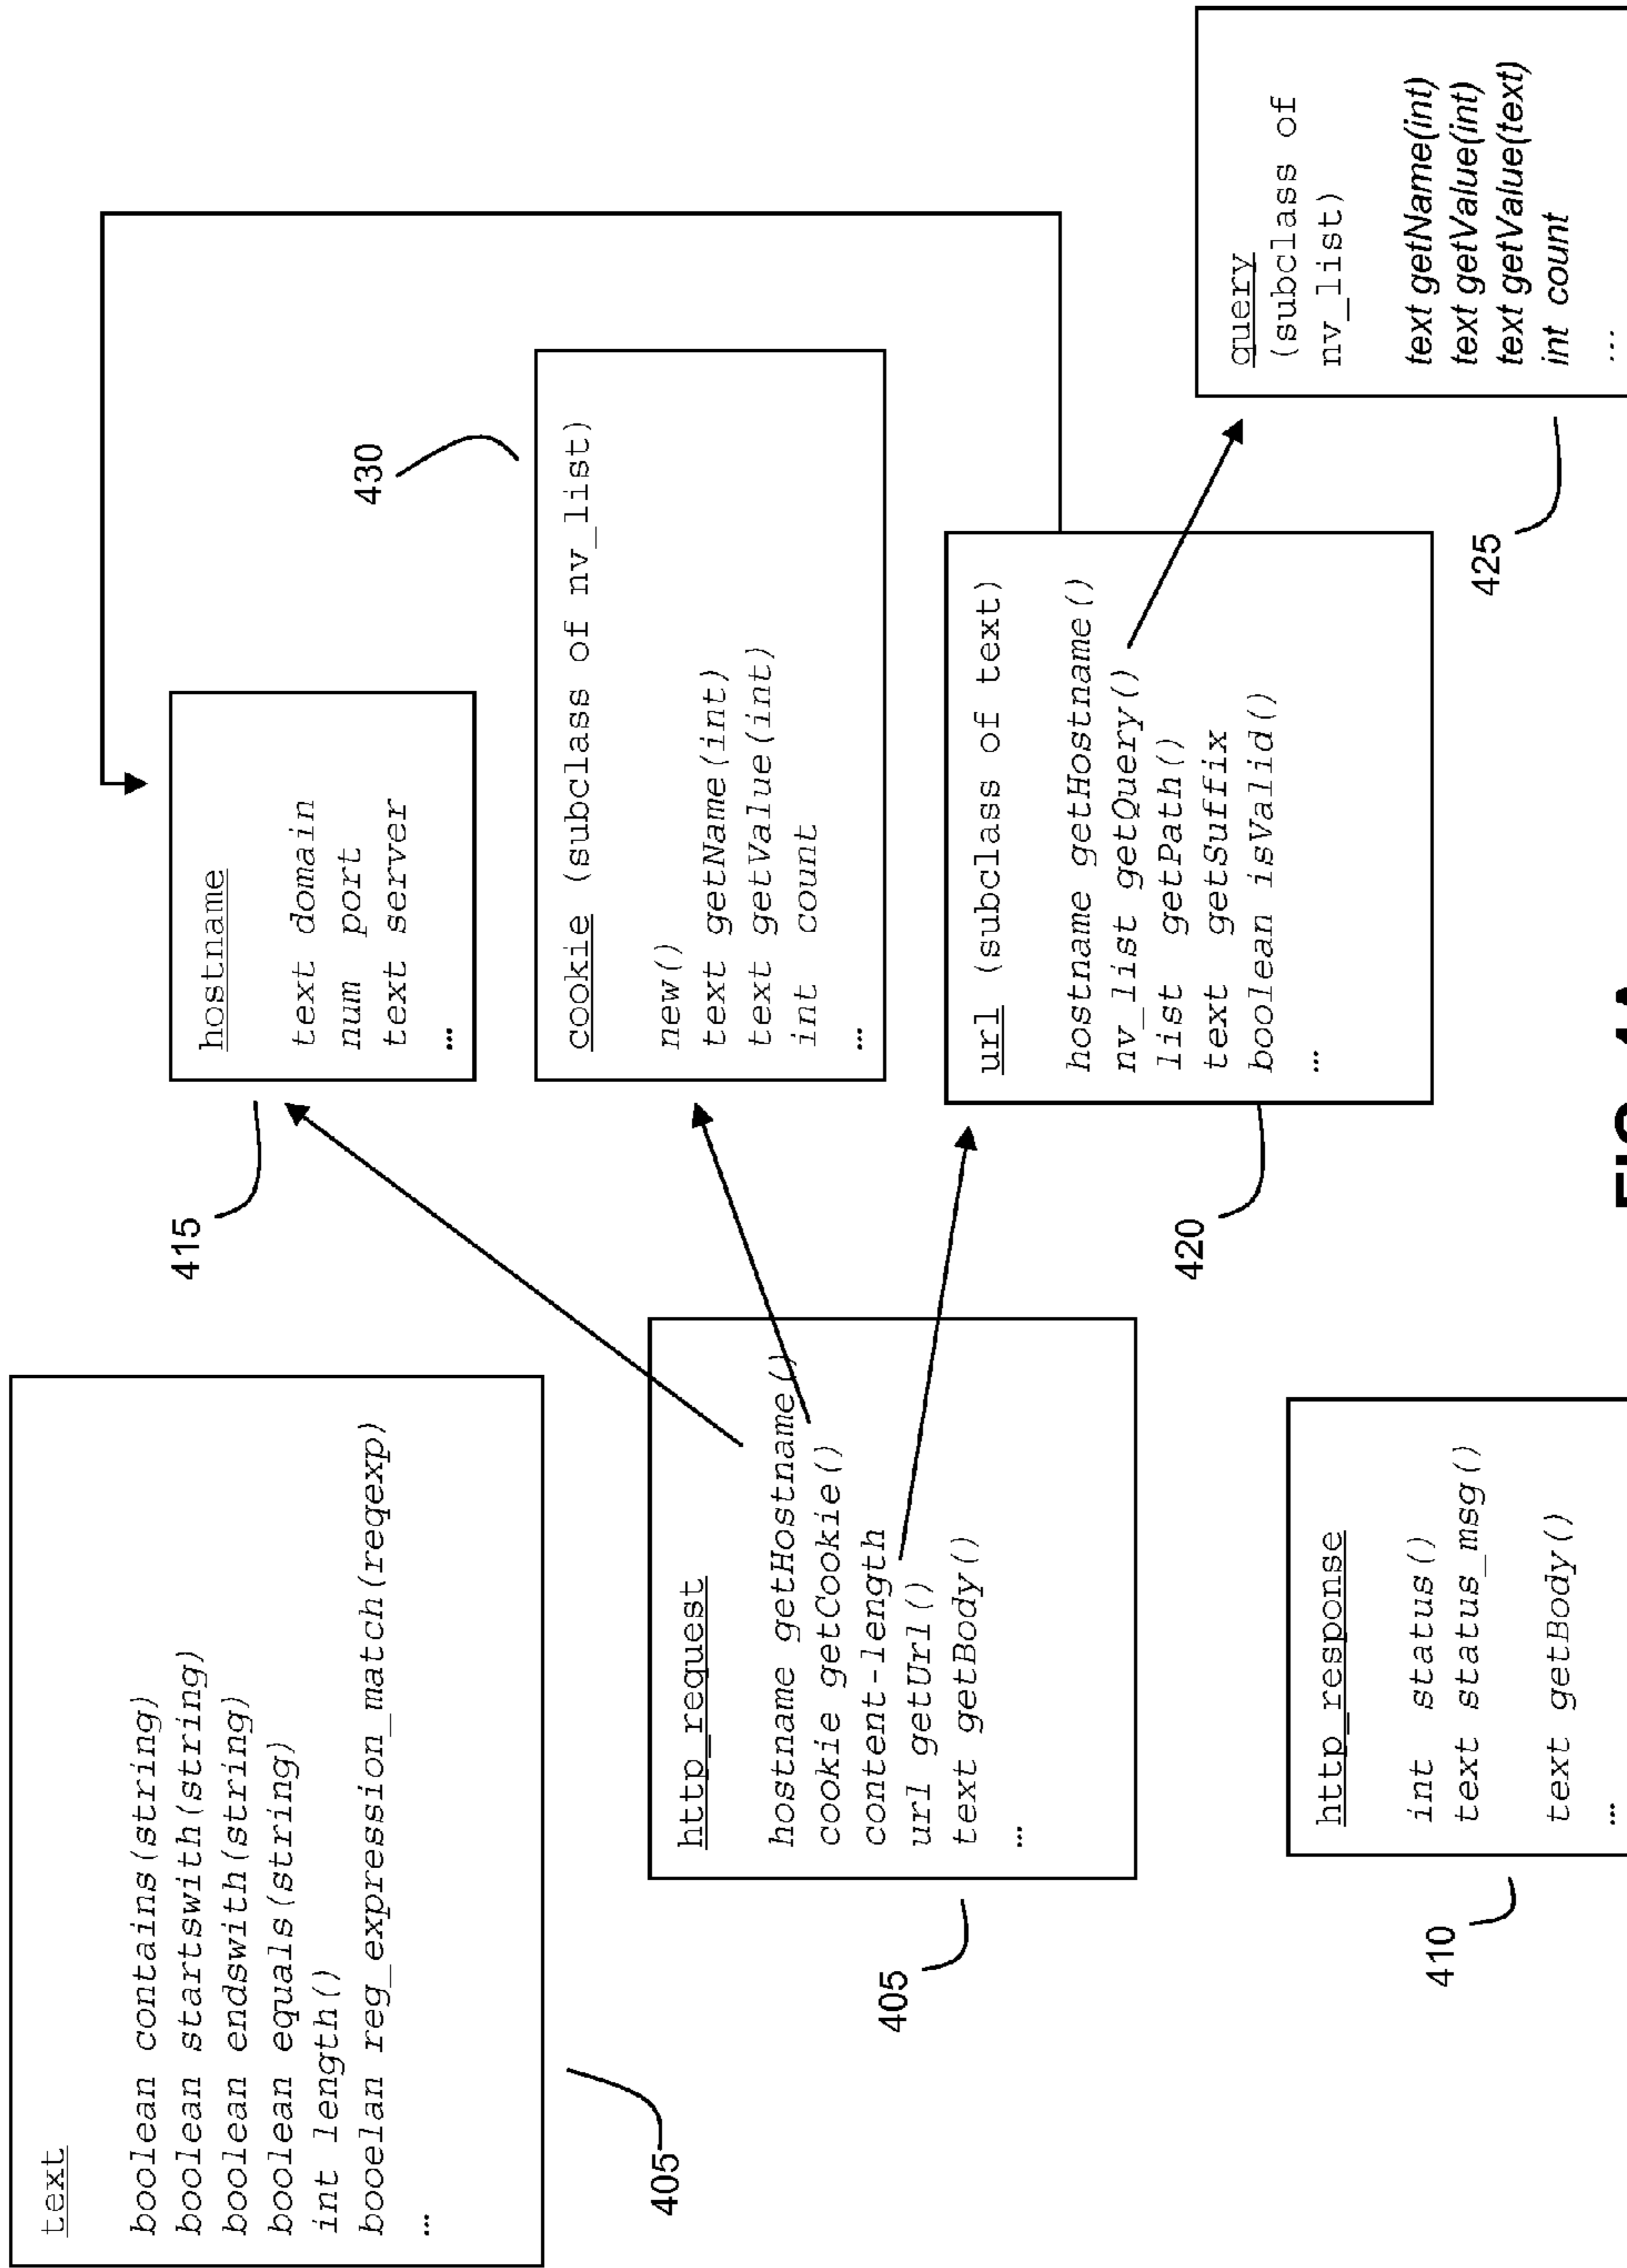 text
boolean contains(string)
boolean startswith(string)
boolean endswith(string)
boolean equals(string)
int length()
booelan reg_expression_match(reqexp)
...
405
http_request
hostname getHostname()
cookie getCookie()
content-length
url getUrl()
text getBody()
...
405
http_response
int status()
text status_msg()
text getBody()
...
410
hostname
text domain
num port
text server
...
415
cookie (subclass of nv_list)
new()
text getName(int)
text getValue(int)
int count
...
430
url (subclass of text)
hostname getHostname()
nv_list getQuery()
list getPath()
text getSuffix
boolean isValid()
...
420
query
(subclass of
nv_list)
text getName(int)
text getValue(int)
text getValue(text)
int count
...
425
FIG. 4A